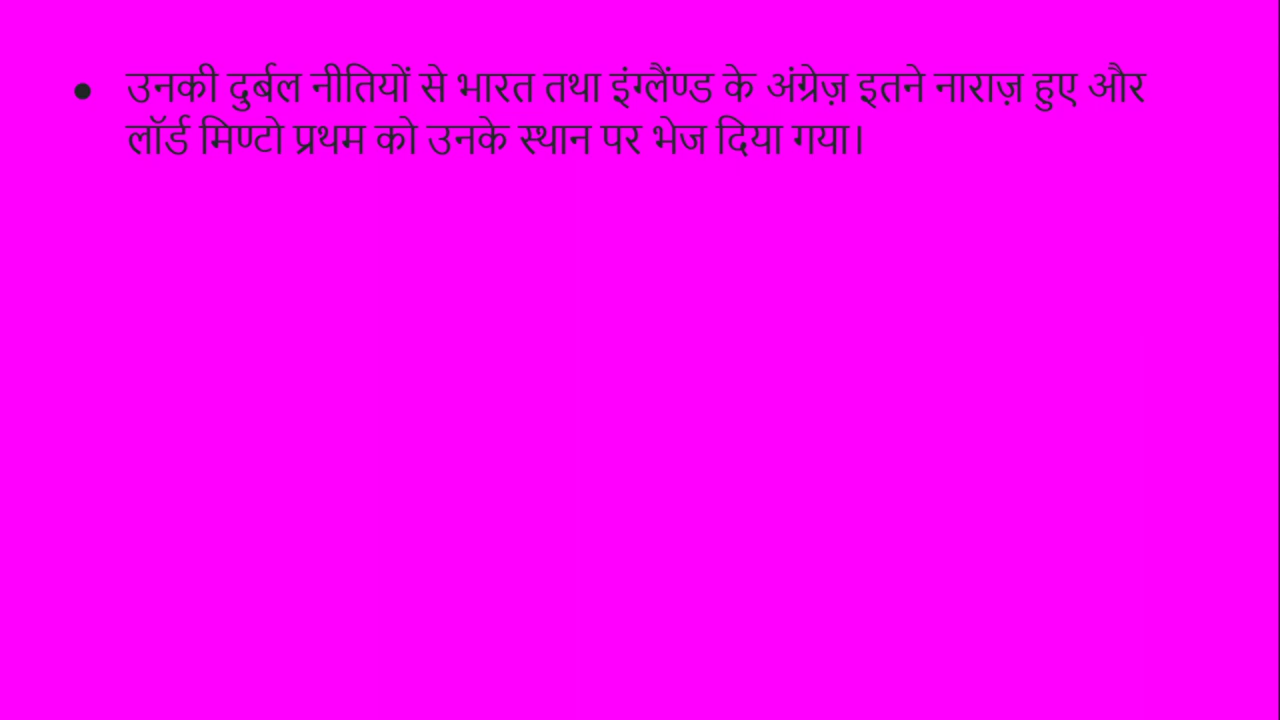 • उनकी दुर्बल नीतियों से भारत तथा इंग्लैंण्ड के अंग्रेज़ इतने नाराज़ हुए और
लॉर्ड मिण्टो प्रथम को उनके स्थान पर भेज दिया गया।